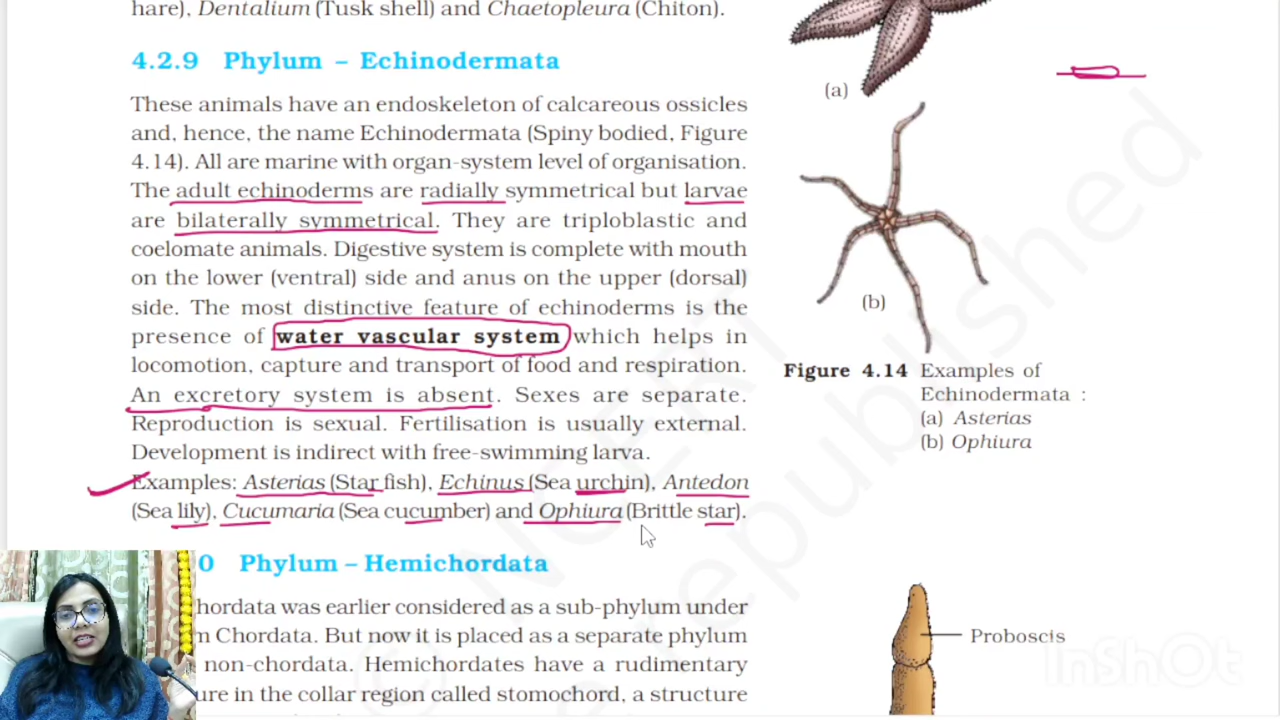 hare), Dentalium (Tusk shell) and Chaetopleura (Chiton).
4.2.9 Phylum – Echinodermata
These animals have an endoskeleton of calcareous ossicles
and, hence, the name Echinodermata (Spiny bodied, Figure
4.14). All are marine with organ-system level of organisation.
The adult echinoderms are radially symmetrical but larvae
are bilaterally symmetrical. They are triploblastic and
coelomate animals. Digestive system is complete with mouth
on the lower (ventral) side and anus on the upper (dorsal)
side. The most distinctive feature of echinoderms is the
presence of water vascular system which helps in
locomotion, capture and transport of food and respiration.
An excretory system is absent. Sexes are separate.
Reproduction is sexual. Fertilisation is usually external.
Development is indirect with free-swimming larva.
Examples: Asterias (Star fish), Echinus (Sea urchin), Antedon
(Sea lily), Cucumaria (Sea cucumber) and Ophiura (Brittle star).
(a)
(b)
Figure 4.14 Examples of
Echinodermata :
(a) Asterias
(b) Ophiura
0 Phylum – Hemichordata
hordata was earlier considered as a sub-phylum under
n Chordata. But now it is placed as a separate phylum
non-chordata. Hemichordates have a rudimentary
ure in the collar region called stomochord, a structure
Proboscis
© NCERT
republished
InShOt